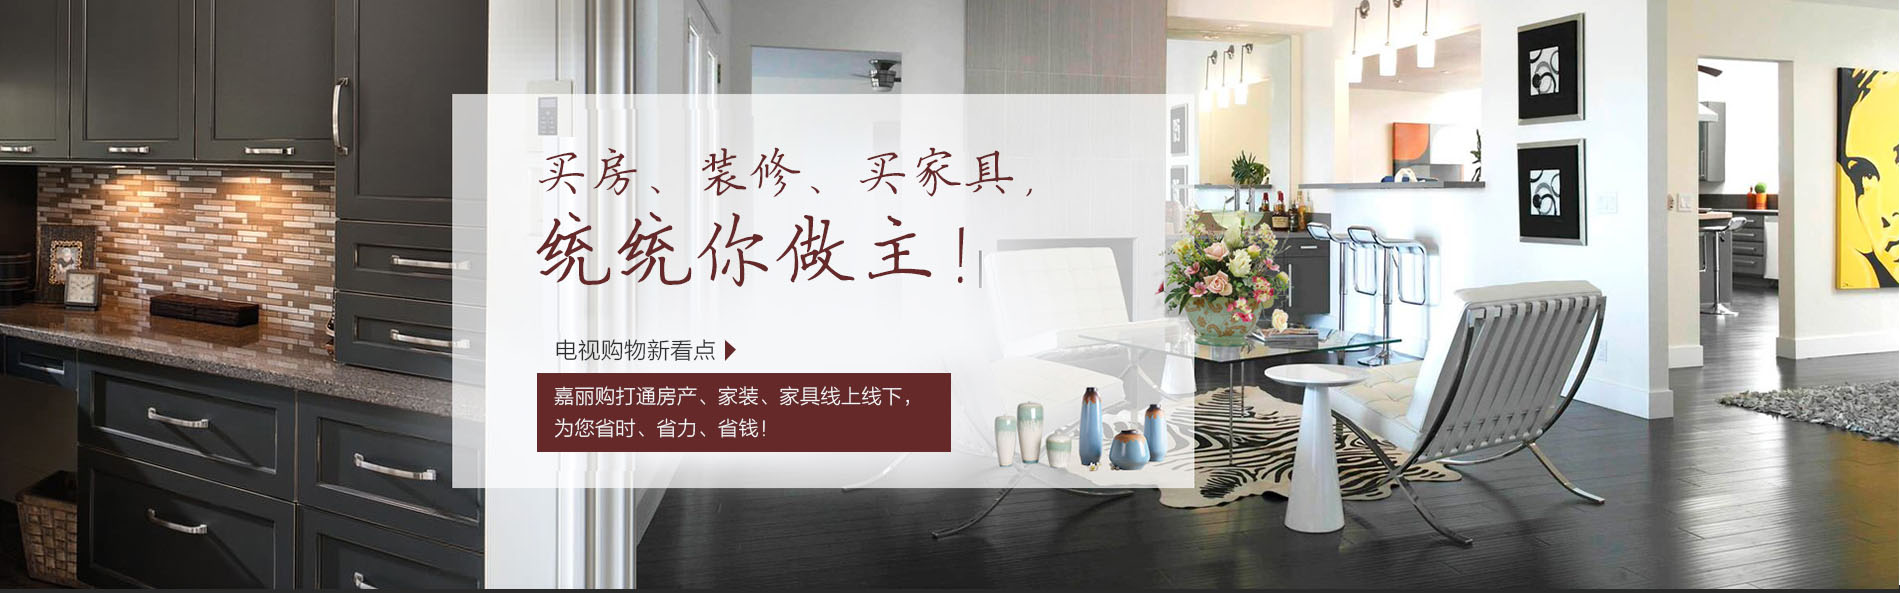 买房、装修、买家具,
统统你做主!
电视购物新看点
嘉丽购打通房产、家装、家具线上线下,
为您省时、省力、省钱!